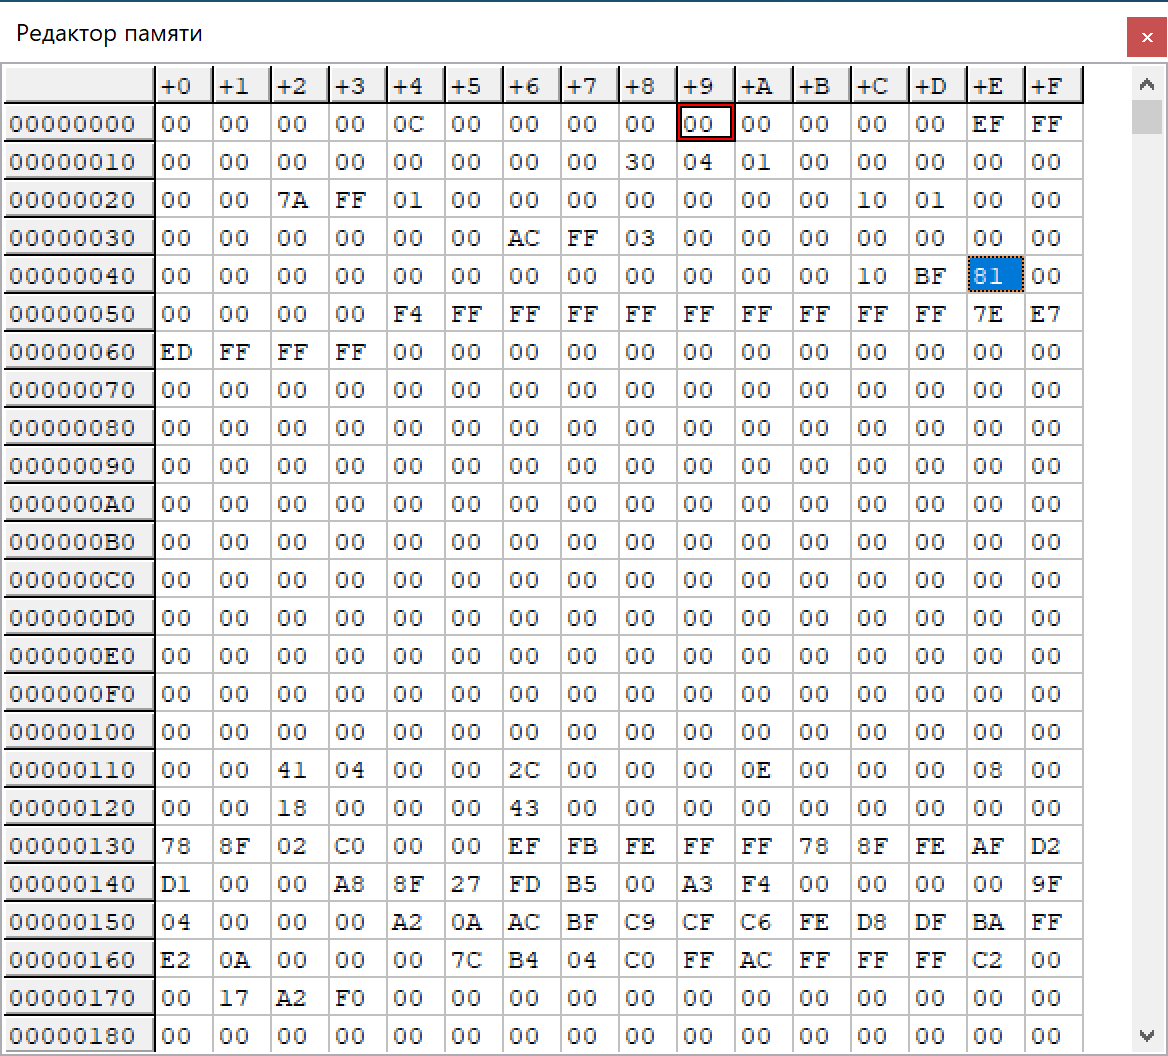 Редактор памяти
+0 +1 +2 +3 +4 +5 +6 +7 +8 +9 +A +B +C +D +E +F
00000000 00 00 00 00 0C 00 00 00 00 00 00 00 00 00 EF FF
00000010 00 00 00 00 00 00 00 00 30 04 01 00 00 00 00 00
00000020 00 00 7A FF 01 00 00 00 00 00 00 00 10 01 00 00
00000030 00 00 00 00 00 00 AC FF 03 00 00 00 00 00 00 00
00000040 00 00 00 00 00 00 00 00 00 00 00 00 10 BF 81 00
00000050 00 00 00 00 F4 FF FF FF FF FF FF FF FF FF 7E E7
00000060 ED FF FF FF 00 00 00 00 00 00 00 00 00 00 00 00
00000070 00 00 00 00 00 00 00 00 00 00 00 00 00 00 00 00
00000080 00 00 00 00 00 00 00 00 00 00 00 00 00 00 00 00
00000090 00 00 00 00 00 00 00 00 00 00 00 00 00 00 00 00
000000A0 00 00 00 00 00 00 00 00 00 00 00 00 00 00 00 00
000000B0 00 00 00 00 00 00 00 00 00 00 00 00 00 00 00 00
000000C0 00 00 00 00 00 00 00 00 00 00 00 00 00 00 00 00
000000D0 00 00 00 00 00 00 00 00 00 00 00 00 00 00 00 00
000000E0 00 00 00 00 00 00 00 00 00 00 00 00 00 00 00 00
000000F0 00 00 00 00 00 00 00 00 00 00 00 00 00 00 00 00
00000100 00 00 00 00 00 00 00 00 00 00 00 00 00 00 00 00
00000110 00 00 41 04 00 00 2C 00 00 00 0E 00 00 00 08 00
00000120 00 00 18 00 00 00 43 00 00 00 00 00 00 00 00 00
00000130 78 8F 02 C0 00 00 EF FB FE FF FF 78 8F FE AF D2
00000140 D1 00 00 A8 8F 27 FD B5 00 A3 F4 00 00 00 00 9F
00000150 04 00 00 00 A2 0A AC BF C9 CF C6 FE D8 DF BA FF
00000160 E2 0A 00 00 00 7C B4 04 C0 FF AC FF FF FF C2 00
00000170 00 17 A2 F0 00 00 00 00 00 00 00 00 00 00 00 00
00000180 00 00 00 00 00 00 00 00 00 00 00 00 00 00 00 00